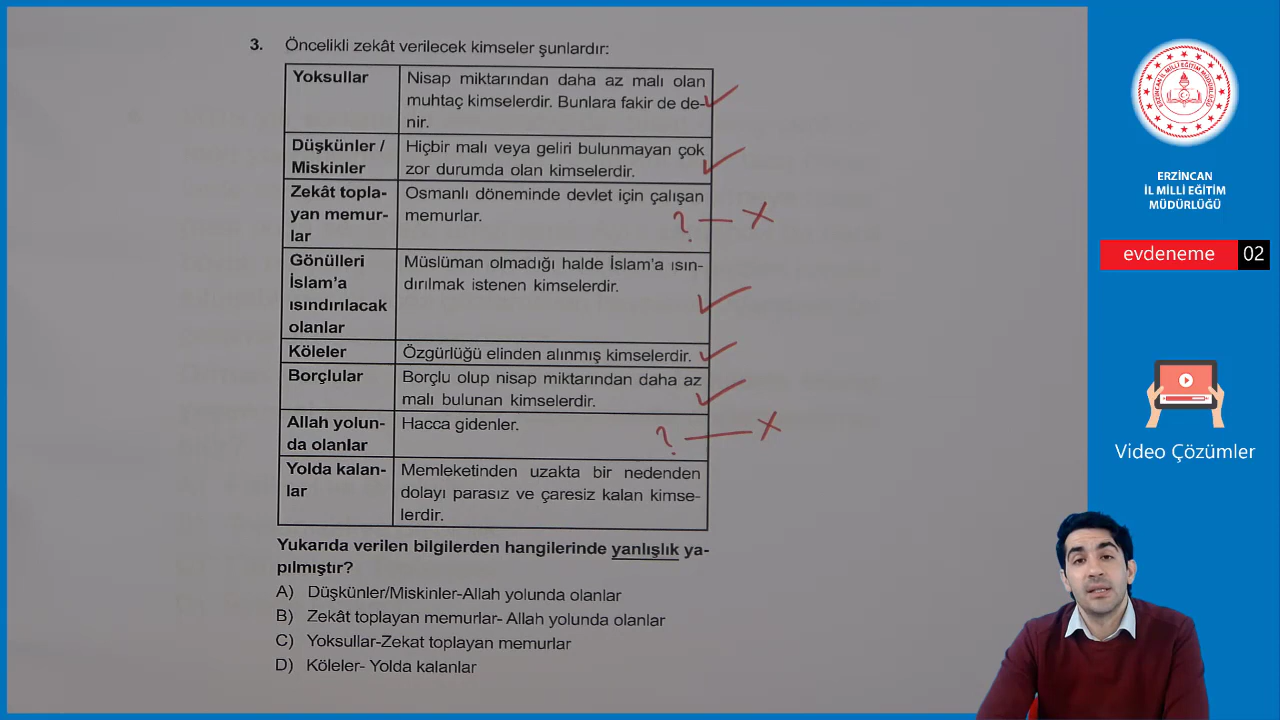 3. Öncelikli zekât verilecek kimseler şunlardır:
Yoksullar
Nisap miktarından daha az malı olan
muhtaç kimselerdir. Bunlara fakir de de-
nir.
Düşkünler /
Miskinler
Hiçbir malı veya geliri bulunmayan çok
zor durumda olan kimselerdir.
Zekât topla-
yan memur-
lar
Osmanlı döneminde devlet için çalışan
memurlar.
? — X
Gönülleri
İslam'a
ısındırılacak
olanlar
Müslüman olmadığı halde İslam'a ısın-
dırılmak istenen kimselerdir.
Köleler
Özgürlüğü elinden alınmış kimselerdir.
Borçlular
Borçlu olup nisap miktarından daha az
malı bulunan kimselerdir.
Allah yolun-
da olanlar
Hacca gidenler.
? — X
Yolda kalan-
lar
Memleketinden uzakta bir nedenden
dolayı parasız ve çaresiz kalan kimse-
lerdir.
Yukarıda verilen bilgilerden hangilerinde yanlışlık ya-
pılmıştır?
A) Düşkünler/Miskinler-Allah yolunda olanlar
B) Zekât toplayan memurlar- Allah yolunda olanlar
C) Yoksullar-Zekat toplayan memurlar
D) Köleler- Yolda kalanlar
ERZİNCAN
İL MİLLİ EĞİTİM
MÜDÜRLÜĞÜ
evdeneme 02
Video Çözümler